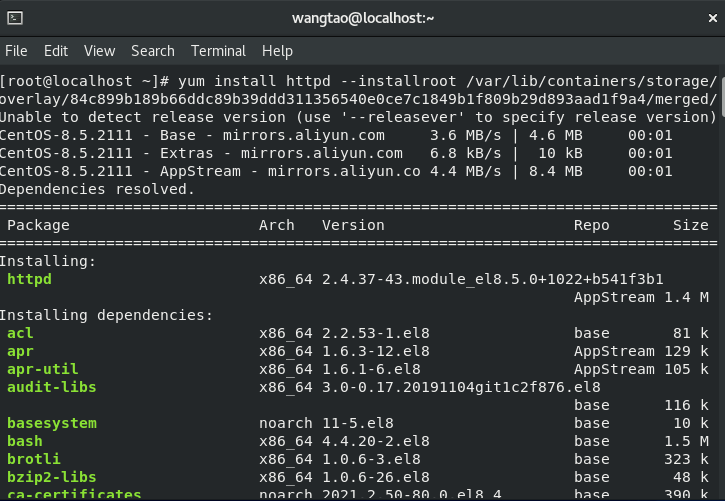 wangtao@localhost:~
File Edit View Search Terminal Help
[root@localhost ~]# yum install httpd --installroot /var/lib/containers/storage/
overlay/84c899b189b66ddc89b39ddd311356540e0ce7c1849b1f809b29d893aad1f9a4/merged/
Unable to detect release version (use '--releasever' to specify release version)
CentOS-8.5.2111 - Base - mirrors.aliyun.com 3.6 MB/s | 4.6 MB 00:01
CentOS-8.5.2111 - Extras - mirrors.aliyun.com 6.8 kB/s | 10 kB 00:01
CentOS-8.5.2111 - AppStream - mirrors.aliyun.co 4.4 MB/s | 8.4 MB 00:01
Dependencies resolved.
================================================================================
Package Arch Version Repo Size
================================================================================
Installing:
httpd x86_64 2.4.37-43.module_el8.5.0+1022+b541f3b1
AppStream 1.4 M
Installing dependencies:
acl x86_64 2.2.53-1.el8 base 81 k
apr x86_64 1.6.3-12.el8 AppStream 129 k
apr-util x86_64 1.6.1-6.el8 AppStream 105 k
audit-libs x86_64 3.0-0.17.20191104git1c2f876.el8
base 116 k
basesystem noarch 11-5.el8 base 10 k
bash x86_64 4.4.20-2.el8 base 1.5 M
brotli x86_64 1.0.6-3.el8 base 323 k
bzip2-libs x86_64 1.0.6-26.el8 base 48 k
ca-certificates noarch 2021.2.50-80.0.el8_4 base 390 k